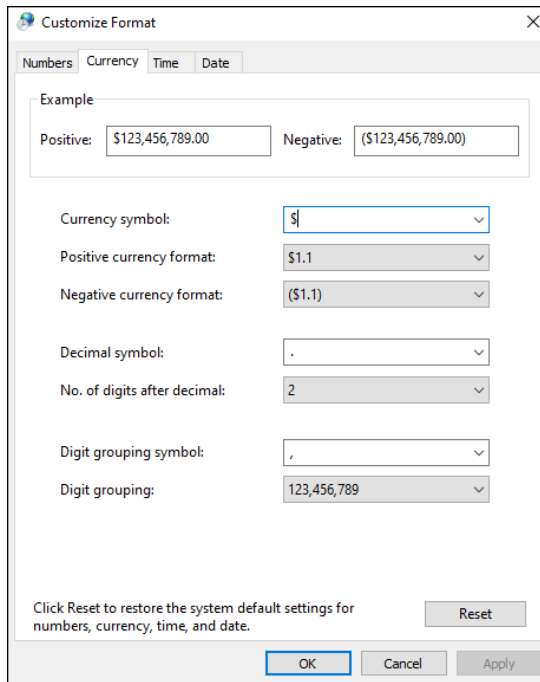 Customize Format
Numbers Currency Time Date
Example
Positive: $123,456,789.00 Negative: ($123,456,789.00)
Currency symbol: $
Positive currency format: $1.1
Negative currency format: ($1.1)
Decimal symbol: .
No. of digits after decimal: 2
Digit grouping symbol: ,
Digit grouping: 123,456,789
Click Reset to restore the system default settings for
numbers, currency, time, and date.
Reset
OK Cancel Apply